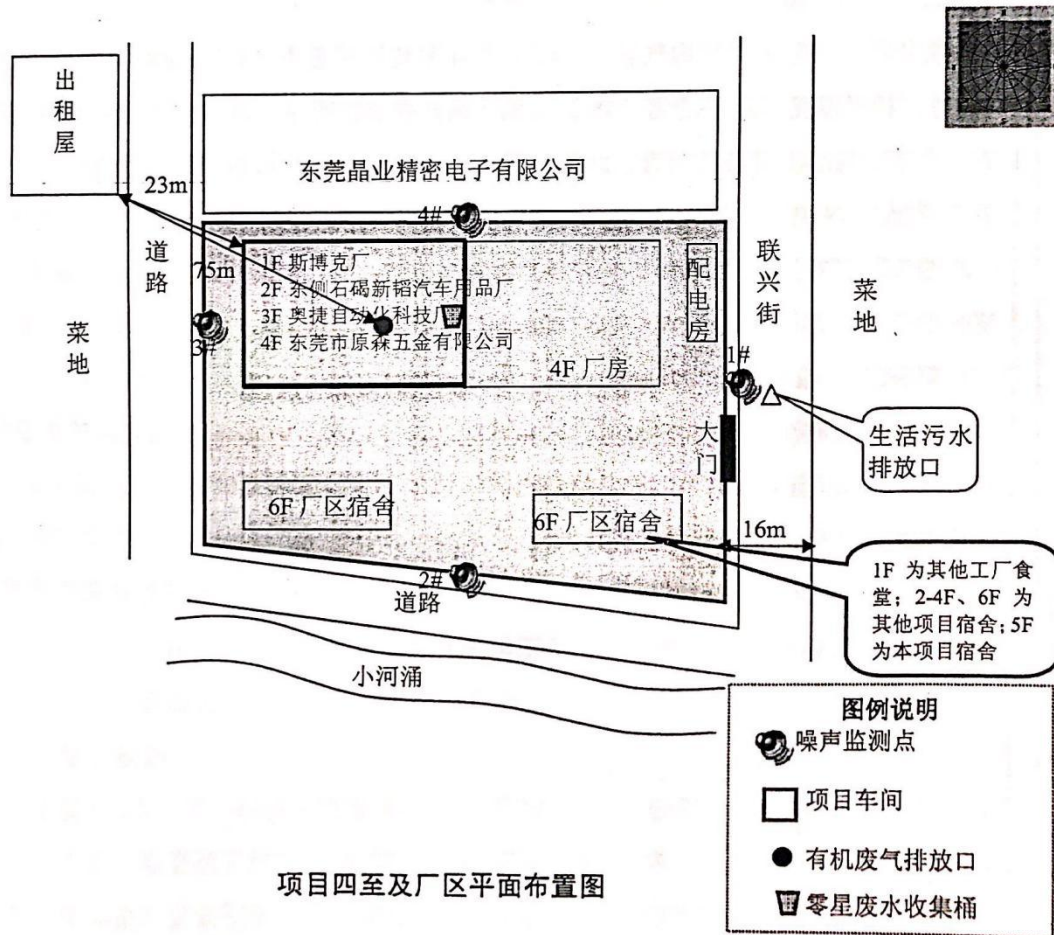 出租屋
23m
东莞晶业精密电子有限公司
4#
道路
75m
1F 斯博克厂
2F 东侧石碣新韬汽车用品厂
3F 奥捷自动化科技厂
4F 东莞市原森五金有限公司
配电房
联兴街
菜地
菜地
3#
4F 厂房
1#
大门
生活污水
排放口
6F 厂区宿舍
6F 厂区宿舍
16m
2#
道路
1F 为其他工厂食
堂；2-4F、6F 为
其他项目宿舍；5F
为本项目宿舍
小河涌
图例说明
噪声监测点
项目车间
有机废气排放口
零星废水收集桶
项目四至及厂区平面布置图